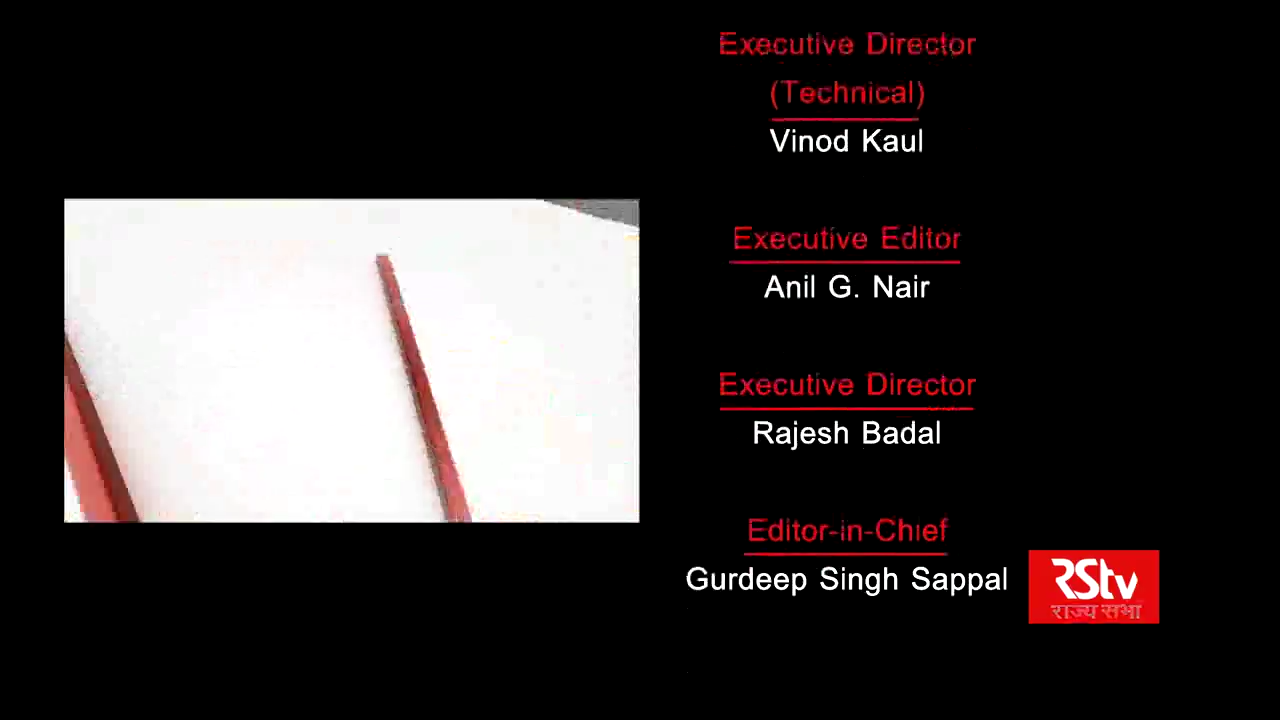 Executive Director
(Technical)
Vinod Kaul
Executive Editor
Anil G. Nair
Executive Director
Rajesh Badal
Editor-in-Chief
Gurdeep Singh Sappal
RStv
राज्य सभा